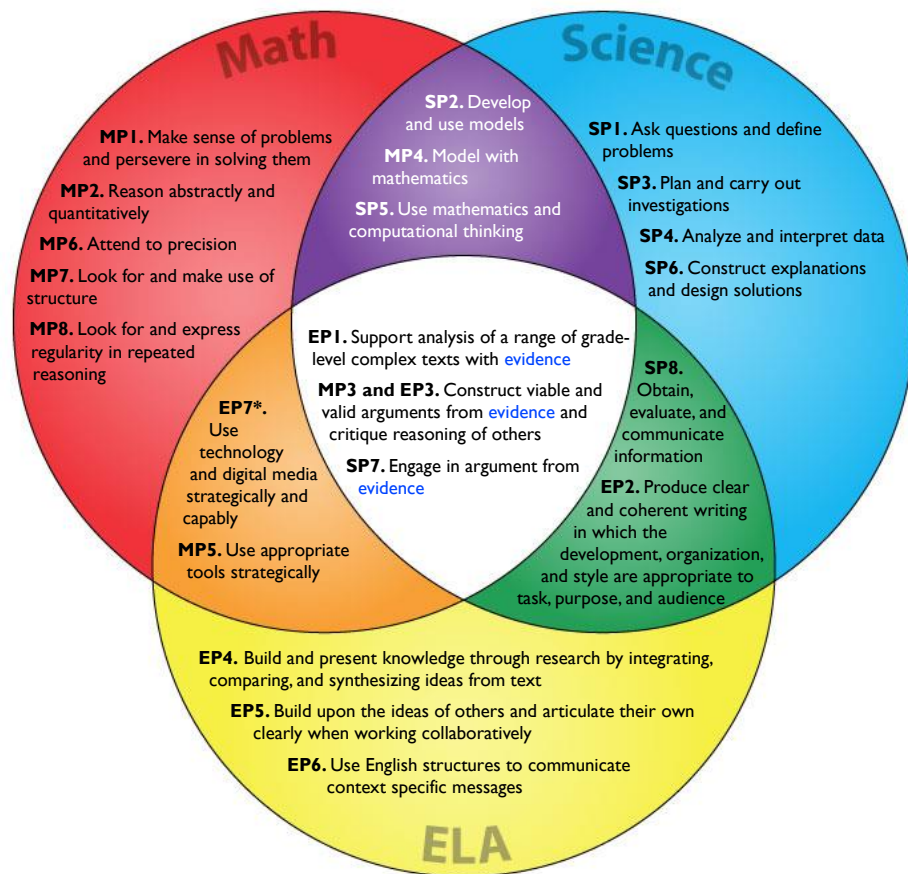 Math
Science
MP1. Make sense of problems
and persevere in solving them
MP2. Reason abstractly and
quantitatively
MP6. Attend to precision
MP7. Look for and make use of
structure
MP8. Look for and express
regularity in repeated
reasoning
SP2. Develop
and use models
MP4. Model with
mathematics
SP5. Use mathematics and
computational thinking
SP1. Ask questions and define
problems
SP3. Plan and carry out
investigations
SP4. Analyze and interpret data
SP6. Construct explanations
and design solutions
EP1. Support analysis of a range of grade-
level complex texts with evidence
MP3 and EP3. Construct viable and
valid arguments from evidence and
critique reasoning of others
SP7. Engage in argument from
evidence
EP7*.
Use
technology
and digital media
strategically and
capably
MP5. Use appropriate
tools strategically
SP8.
Obtain,
evaluate, and
communicate
information
EP2. Produce clear
and coherent writing
in which the
development, organization,
and style are appropriate to
task, purpose, and audience
EP4. Build and present knowledge through research by integrating,
comparing, and synthesizing ideas from text
EP5. Build upon the ideas of others and articulate their own
clearly when working collaboratively
EP6. Use English structures to communicate
context specific messages
ELA